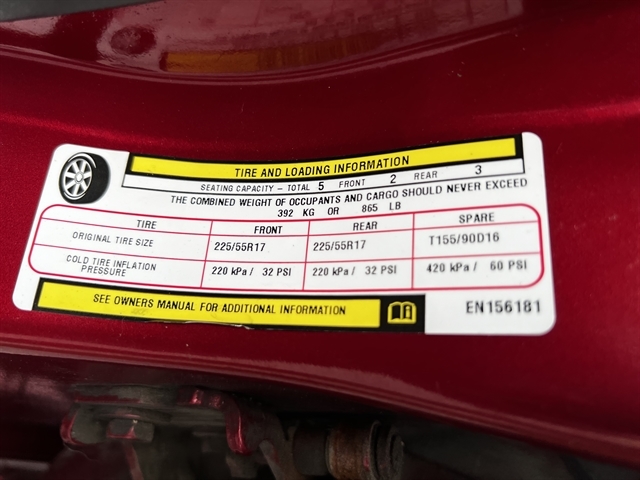 TIRE AND LOADING INFORMATION
SEATING CAPACITY – TOTAL 5 FRONT 2 REAR 3
THE COMBINED WEIGHT OF OCCUPANTS AND CARGO SHOULD NEVER EXCEED
392 KG OR 865 LB
TIRE FRONT REAR SPARE
ORIGINAL TIRE SIZE 225/55R17 225/55R17 T155/90D16
COLD TIRE INFLATION
PRESSURE 220 kPa / 32 PSI 220 kPa / 32 PSI 420 kPa / 60 PSI
SEE OWNERS MANUAL FOR ADDITIONAL INFORMATION
EN156181